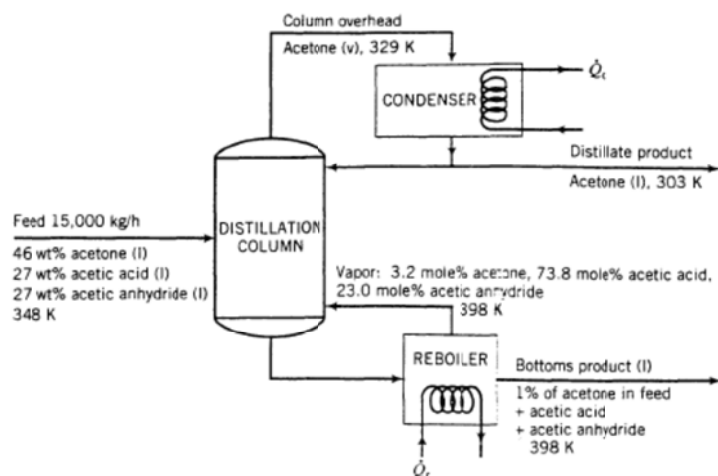 Column overhead
Acetone (v), 329 K
CONDENSER
Q̇c
Distillate product
Acetone (l), 303 K
Feed 15,000 kg/h
46 wt% acetone (l)
27 wt% acetic acid (l)
27 wt% acetic anhydride (l)
348 K
DISTILLATION
COLUMN
Vapor: 3.2 mole% acetone, 73.8 mole% acetic acid,
23.0 mole% acetic anhydride
398 K
REBOILER
Bottoms product (l)
1% of acetone in feed
+ acetic acid
+ acetic anhydride
398 K
Q̇r